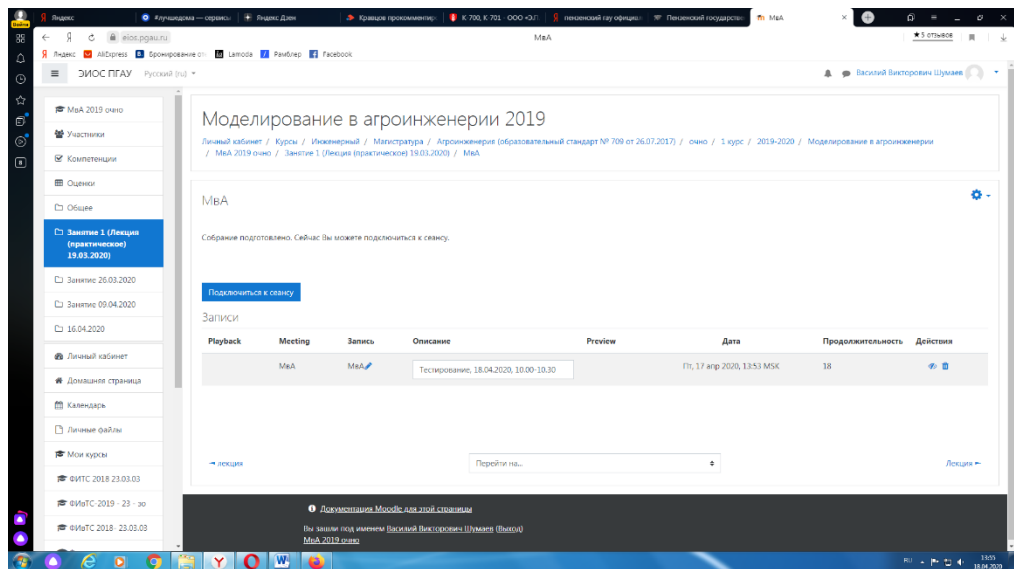 Яндекс
#лучшедома — сервисы
Яндекс Дзен
Кравцов прокомментир
К-700, К-701 - ООО «Э.Л
пензенский гау официал
Пензенский государстве
МвА
eios.pgau.ru
МвА
★ 5 отзывов
Яндекс
AliExpress
Бронирование от
Lamoda
Рамблер
Facebook
ЭИОС ПГАУ
Русский (ru)
Василий Викторович Шумаев
МвА 2019 очно
Участники
Компетенции
Оценки
Общее
Занятие 1 (Лекция
(практическое)
19.03.2020)
Занятие 26.03.2020
Занятие 09.04.2020
16.04.2020
Личный кабинет
Домашняя страница
Календарь
Личные файлы
Мои курсы
ФИТС 2018 23.03.03
ФИвТС-2019 - 23 - зо
ФИвТС 2018- 23.03.03
Моделирование в агроинженерии 2019
Личный кабинет / Курсы / Инженерный / Магистратура / Агроинженерия (образовательный стандарт № 709 от 26.07.2017) / очно / 1 курс / 2019-2020 / Моделирование в агроинженерии
/ МвА 2019 очно / Занятие 1 (Лекция (практическое) 19.03.2020) / МвА
МвА
Собрание подготовлено. Сейчас Вы можете подключиться к сеансу.
Подключиться к сеансу
Записи
Playback Meeting Запись Описание Preview Дата Продолжительность Действия
МвА МвА Тестирование, 18.04.2020, 10.00-10.30 Пт, 17 апр 2020, 13:53 MSK 18
лекция
Перейти на...
Лекция
Документация Moodle для этой страницы
Вы зашли под именем Василий Викторович Шумаев (Выход)
МвА 2019 очно
RU
13:55
18.04.2020